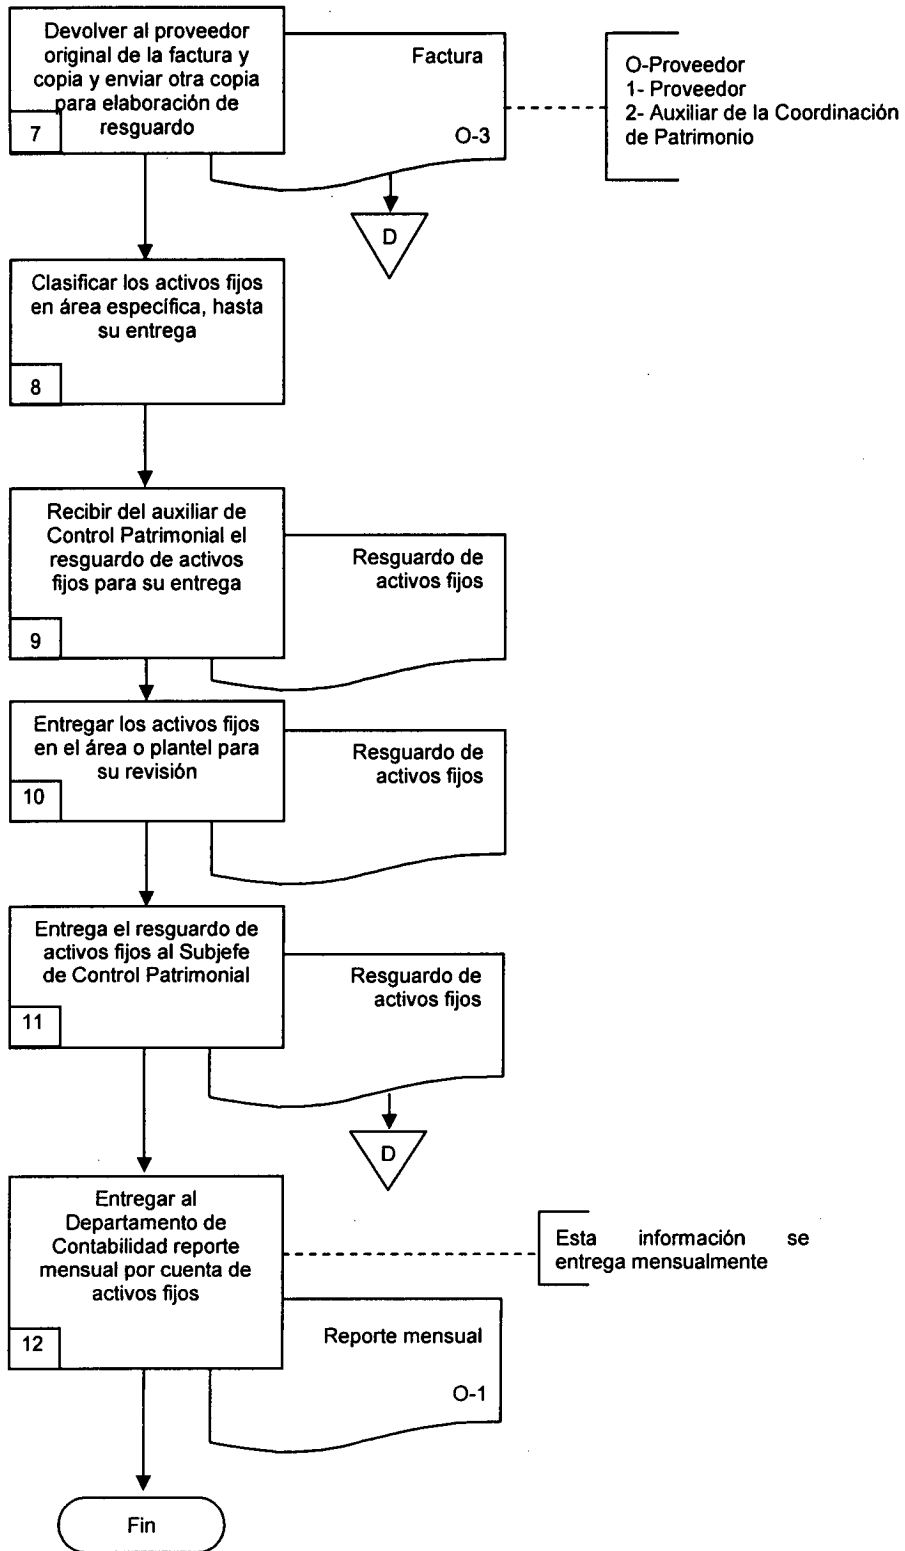 Devolver al proveedor
original de la factura y
copia y enviar otra copia
para elaboración de
resguardo
7
Factura
O-3
D
O-Proveedor
1- Proveedor
2- Auxiliar de la Coordinación
de Patrimonio
Clasificar los activos fijos
en área específica, hasta
su entrega
8
Recibir del auxiliar de
Control Patrimonial el
resguardo de activos
fijos para su entrega
9
Resguardo de
activos fijos
Entregar los activos fijos
en el área o plantel para
su revisión
10
Resguardo de
activos fijos
Entrega el resguardo de
activos fijos al Subjefe
de Control Patrimonial
11
Resguardo de
activos fijos
D
Entregar al
Departamento de
Contabilidad reporte
mensual por cuenta de
activos fijos
12
Esta información se
entrega mensualmente
Reporte mensual
O-1
Fin